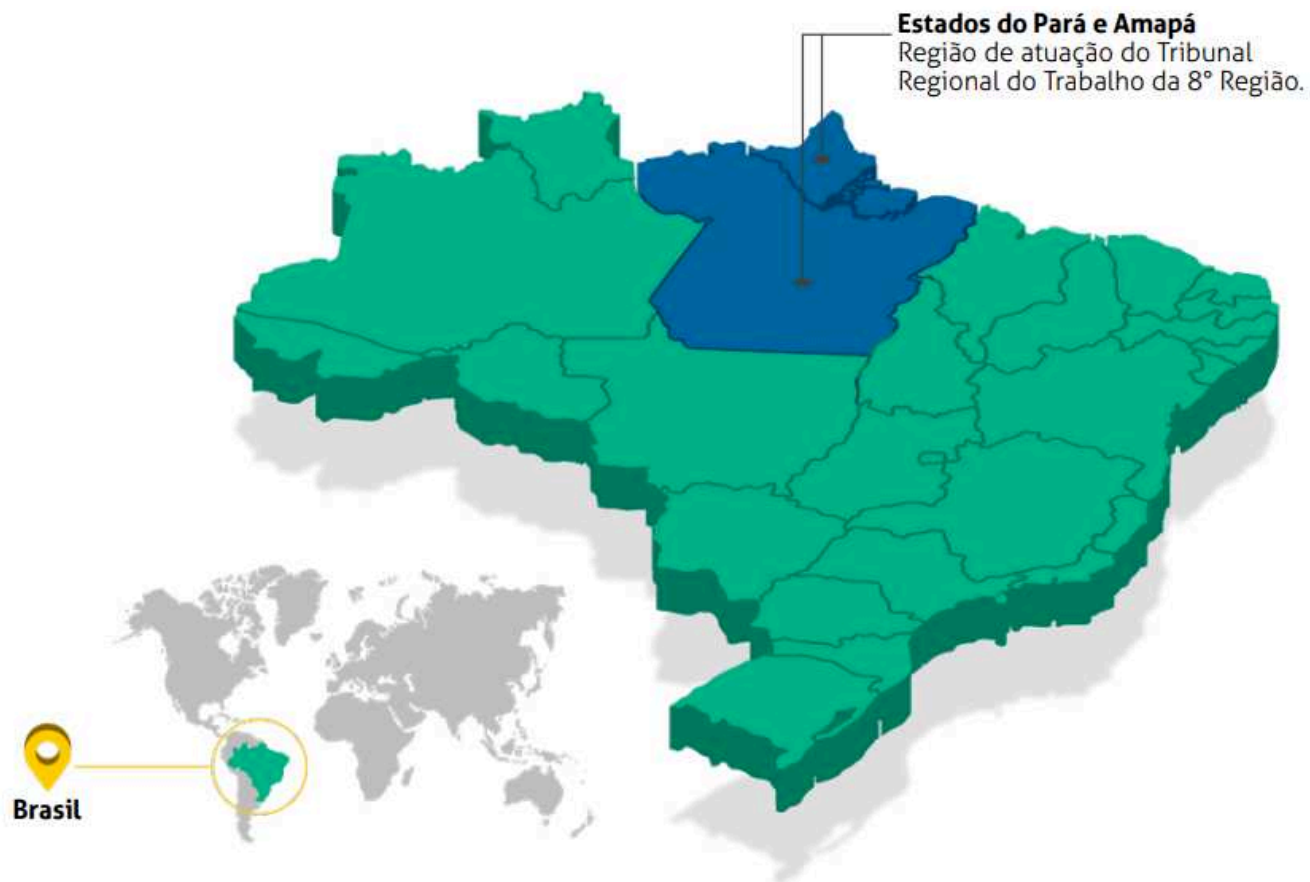 Estados do Pará e Amapá
Região de atuação do Tribunal
Regional do Trabalho da 8° Região.
Brasil